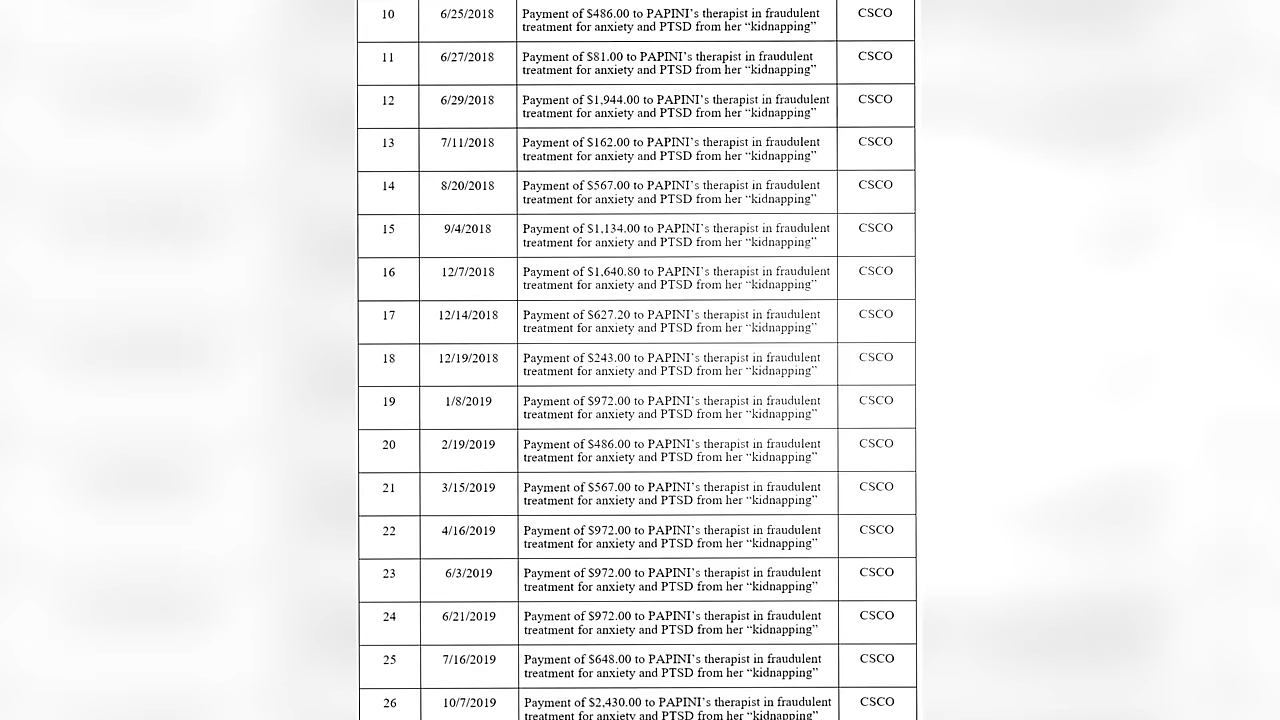 10 6/25/2018 Payment of $486.00 to PAPINI's therapist in fraudulent CSCO
treatment for anxiety and PTSD from her “kidnapping”
11 6/27/2018 Payment of $81.00 to PAPINI's therapist in fraudulent CSCO
treatment for anxiety and PTSD from her “kidnapping”
12 6/29/2018 Payment of $1,944.00 to PAPINI's therapist in fraudulent CSCO
treatment for anxiety and PTSD from her “kidnapping”
13 7/11/2018 Payment of $162.00 to PAPINI's therapist in fraudulent CSCO
treatment for anxiety and PTSD from her “kidnapping”
14 8/20/2018 Payment of $567.00 to PAPINI's therapist in fraudulent CSCO
treatment for anxiety and PTSD from her “kidnapping”
15 9/4/2018 Payment of $1,134.00 to PAPINI's therapist in fraudulent CSCO
treatment for anxiety and PTSD from her “kidnapping”
16 12/7/2018 Payment of $1,640.80 to PAPINI's therapist in fraudulent CSCO
treatment for anxiety and PTSD from her “kidnapping”
17 12/14/2018 Payment of $627.20 to PAPINI's therapist in fraudulent CSCO
treatment for anxiety and PTSD from her “kidnapping”
18 12/19/2018 Payment of $243.00 to PAPINI's therapist in fraudulent CSCO
treatment for anxiety and PTSD from her “kidnapping”
19 1/8/2019 Payment of $972.00 to PAPINI's therapist in fraudulent CSCO
treatment for anxiety and PTSD from her “kidnapping”
20 2/19/2019 Payment of $486.00 to PAPINI's therapist in fraudulent CSCO
treatment for anxiety and PTSD from her “kidnapping”
21 3/15/2019 Payment of $567.00 to PAPINI's therapist in fraudulent CSCO
treatment for anxiety and PTSD from her “kidnapping”
22 4/16/2019 Payment of $972.00 to PAPINI's therapist in fraudulent CSCO
treatment for anxiety and PTSD from her “kidnapping”
23 6/3/2019 Payment of $972.00 to PAPINI's therapist in fraudulent CSCO
treatment for anxiety and PTSD from her “kidnapping”
24 6/21/2019 Payment of $972.00 to PAPINI's therapist in fraudulent CSCO
treatment for anxiety and PTSD from her “kidnapping”
25 7/16/2019 Payment of $648.00 to PAPINI's therapist in fraudulent CSCO
treatment for anxiety and PTSD from her “kidnapping”
26 10/7/2019 Payment of $2,430.00 to PAPINI's therapist in fraudulent CSCO
treatment for anxiety and PTSD from her “kidnapping”